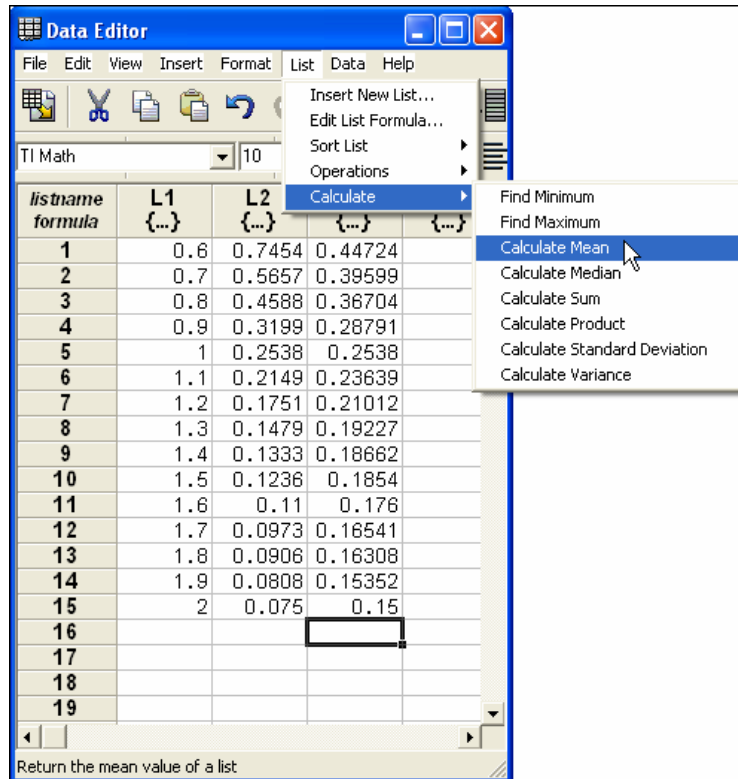 Data Editor
File Edit View Insert Format List Data Help
Insert New List...
Edit List Formula...
Sort List
Operations
Calculate
TI Math 10
Find Minimum
Find Maximum
Calculate Mean
Calculate Median
Calculate Sum
Calculate Product
Calculate Standard Deviation
Calculate Variance
listname L1 L2
formula {...} {...} {...} {...}
1 0.6 0.7454 0.44724
2 0.7 0.5657 0.39599
3 0.8 0.4588 0.36704
4 0.9 0.3199 0.28791
5 1 0.2538 0.2538
6 1.1 0.2149 0.23639
7 1.2 0.1751 0.21012
8 1.3 0.1479 0.19227
9 1.4 0.1333 0.18662
10 1.5 0.1236 0.1854
11 1.6 0.11 0.176
12 1.7 0.0973 0.16541
13 1.8 0.0906 0.16308
14 1.9 0.0808 0.15352
15 2 0.075 0.15
16
17
18
19
Return the mean value of a list